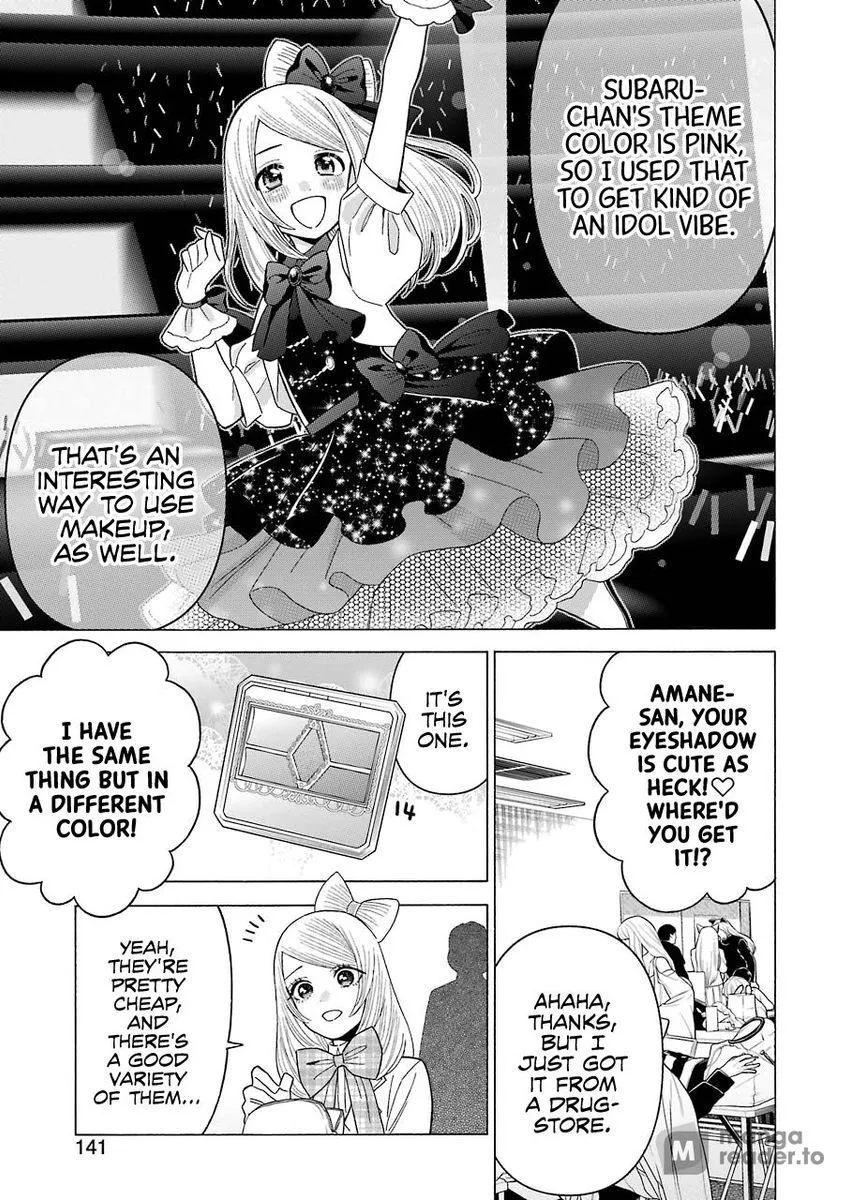 SUBARU-
CHAN'S THEME
COLOR IS PINK,
SO I USED THAT
TO GET KIND OF
AN IDOL VIBE.
THAT'S AN
INTERESTING
WAY TO USE
MAKEUP,
AS WELL.
AMANE-
SAN, YOUR
EYESHADOW
IS CUTE AS
HECK!♡
WHERE'D
YOU GET
IT!?
AHAHA,
THANKS,
BUT I
JUST GOT
IT FROM
A DRUG-
STORE.
IT'S
THIS
ONE.
14
I HAVE
THE SAME
THING BUT IN
A DIFFERENT
COLOR!
YEAH,
THEY'RE
PRETTY
CHEAP,
AND
THERE'S
A GOOD
VARIETY
OF THEM...
141
M manga
reader.to